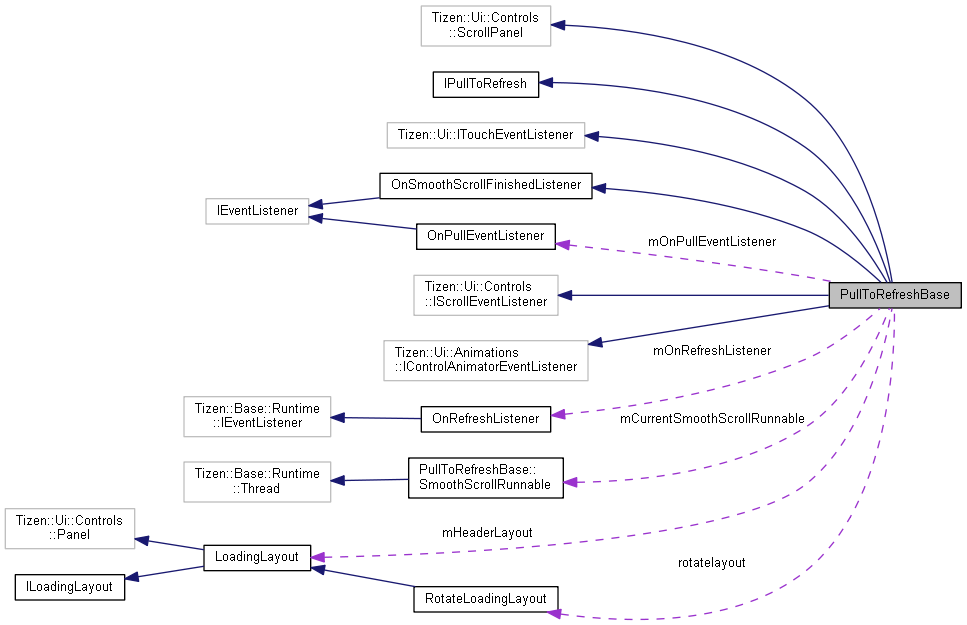 Tizen::Ui::Controls
::ScrollPanel
IPullToRefresh
Tizen::Ui::ITouchEventListener
OnSmoothScrollFinishedListener
IEventListener
OnPullEventListener
mOnPullEventListener
Tizen::Ui::Controls
::IScrollEventListener
PullToRefreshBase
Tizen::Ui::Animations
::IControlAnimatorEventListener
mOnRefreshListener
Tizen::Base::Runtime
::IEventListener
OnRefreshListener
mCurrentSmoothScrollRunnable
Tizen::Base::Runtime
::Thread
PullToRefreshBase::
SmoothScrollRunnable
Tizen::Ui::Controls
::Panel
mHeaderLayout
LoadingLayout
rotatelayout
ILoadingLayout
RotateLoadingLayout